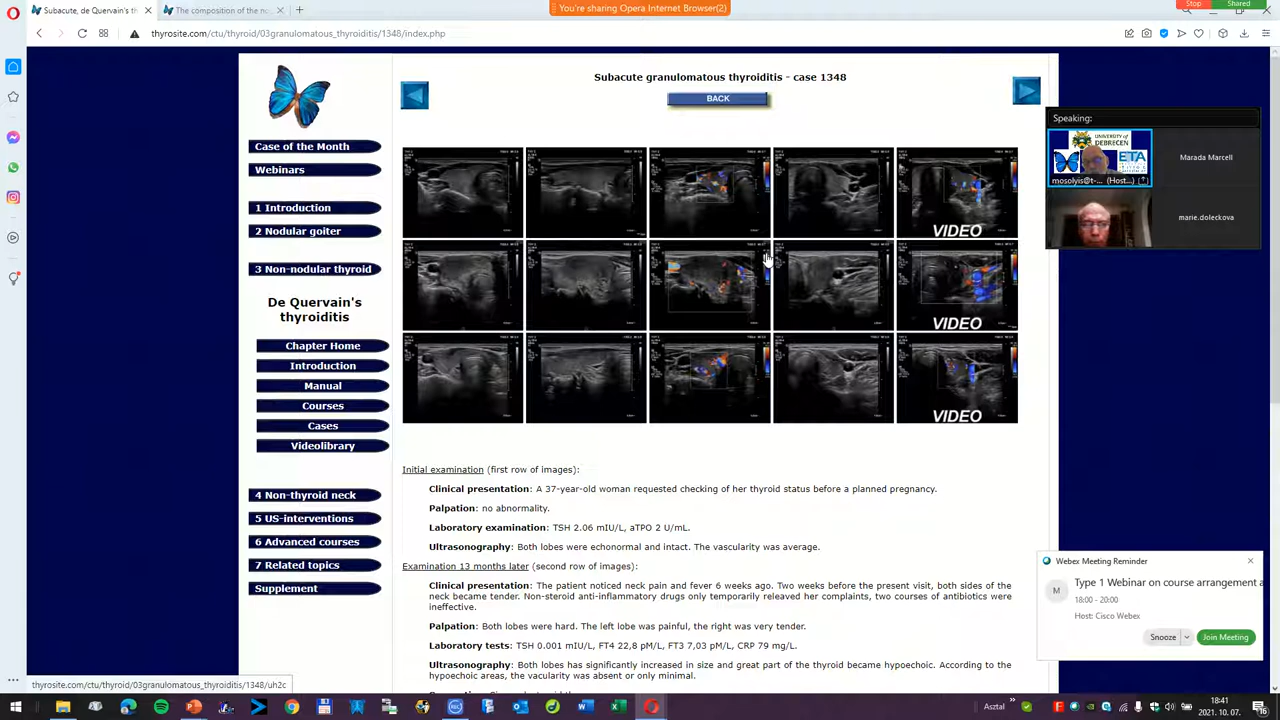 Subacute, de Quervain's th
The composition of the no
You're sharing Opera Internet Browser(2)
Stop
Shared
thyrosite.com/ctu/thyroid/03granulomatous_thyroiditis/1348/index.php
Subacute granulomatous thyroiditis - case 1348
BACK
Case of the Month
Webinars
1 Introduction
2 Nodular goiter
3 Non-nodular thyroid
De Quervain's
thyroiditis
Chapter Home
Introduction
Manual
Courses
Cases
Videolibrary
4 Non-thyroid neck
5 US-interventions
6 Advanced courses
7 Related topics
Supplement
VIDEO
VIDEO
VIDEO
Speaking:
UNIVERSITY OF
DEBRECEN
ETA
mosolyis@t-... (Host...)
Marada Marcell
marie.doleckova
Initial examination (first row of images):
Clinical presentation: A 37-year-old woman requested checking of her thyroid status before a planned pregnancy.
Palpation: no abnormality.
Laboratory examination: TSH 2.06 mIU/L, aTPO 2 U/mL.
Ultrasonography: Both lobes were echonormal and intact. The vascularity was average.
Examination 13 months later (second row of images):
Clinical presentation: The patient noticed neck pain and fever 6 weeks ago. Two weeks before the present visit, both sides of the
neck became tender. Non-steroid anti-inflammatory drugs only temporarily releaved her complaints, two courses of antibiotics were
ineffective.
Palpation: Both lobes were hard. The left lobe was painful, the right was very tender.
Laboratory tests: TSH 0.001 mIU/L, FT4 22,8 pM/L, FT3 7,03 pM/L, CRP 79 mg/L.
Ultrasonography: Both lobes has significantly increased in size and great part of the thyroid became hypoechoic. According to the
hypoechoic areas, the vacularity was absent or only minimal.
Webex Meeting Reminder
Type 1 Webinar on course arrangement a
M
18:00 - 20:00
Host: Cisco Webex
Snooze
Join Meeting
thyrosite.com/ctu/thyroid/03granulomatous_thyroiditis/1348/uh2c
Asztal
18:41
2021. 10. 07.